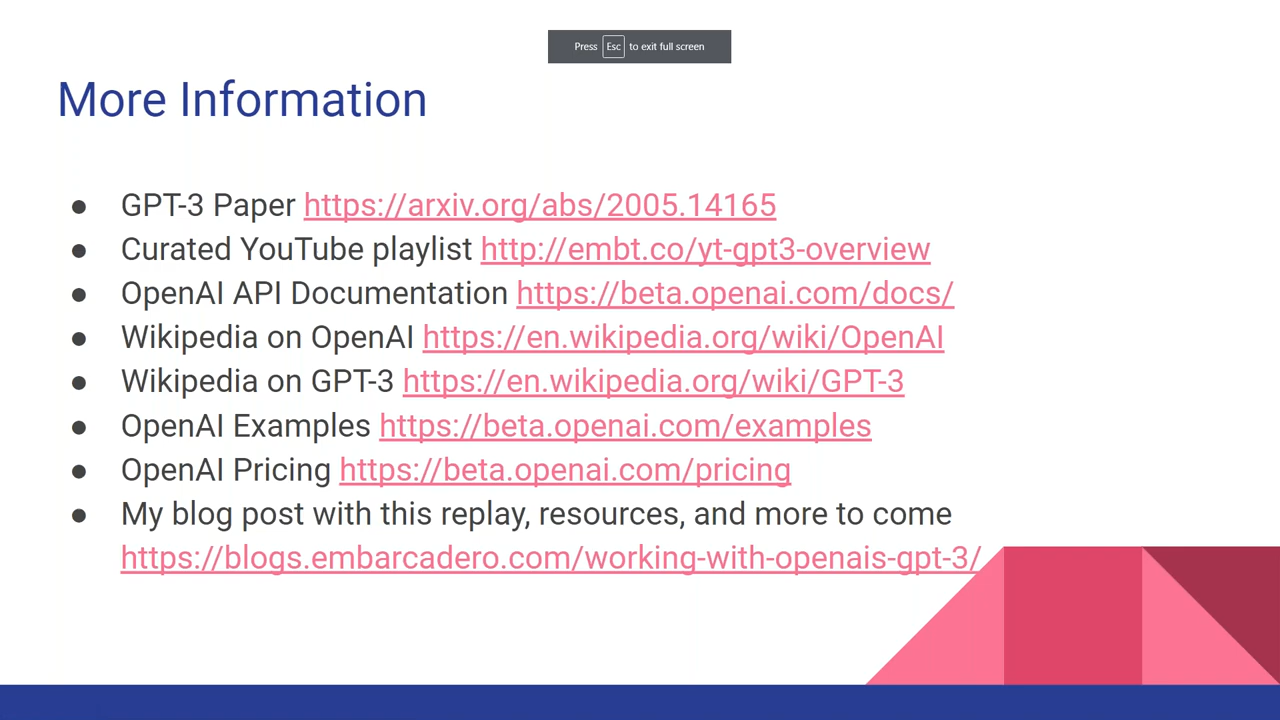 Press Esc to exit full screen
More Information
● GPT-3 Paper https://arxiv.org/abs/2005.14165
● Curated YouTube playlist http://embt.co/yt-gpt3-overview
● OpenAI API Documentation https://beta.openai.com/docs/
● Wikipedia on OpenAI https://en.wikipedia.org/wiki/OpenAI
● Wikipedia on GPT-3 https://en.wikipedia.org/wiki/GPT-3
● OpenAI Examples https://beta.openai.com/examples
● OpenAI Pricing https://beta.openai.com/pricing
● My blog post with this replay, resources, and more to come
https://blogs.embarcadero.com/working-with-openais-gpt-3/